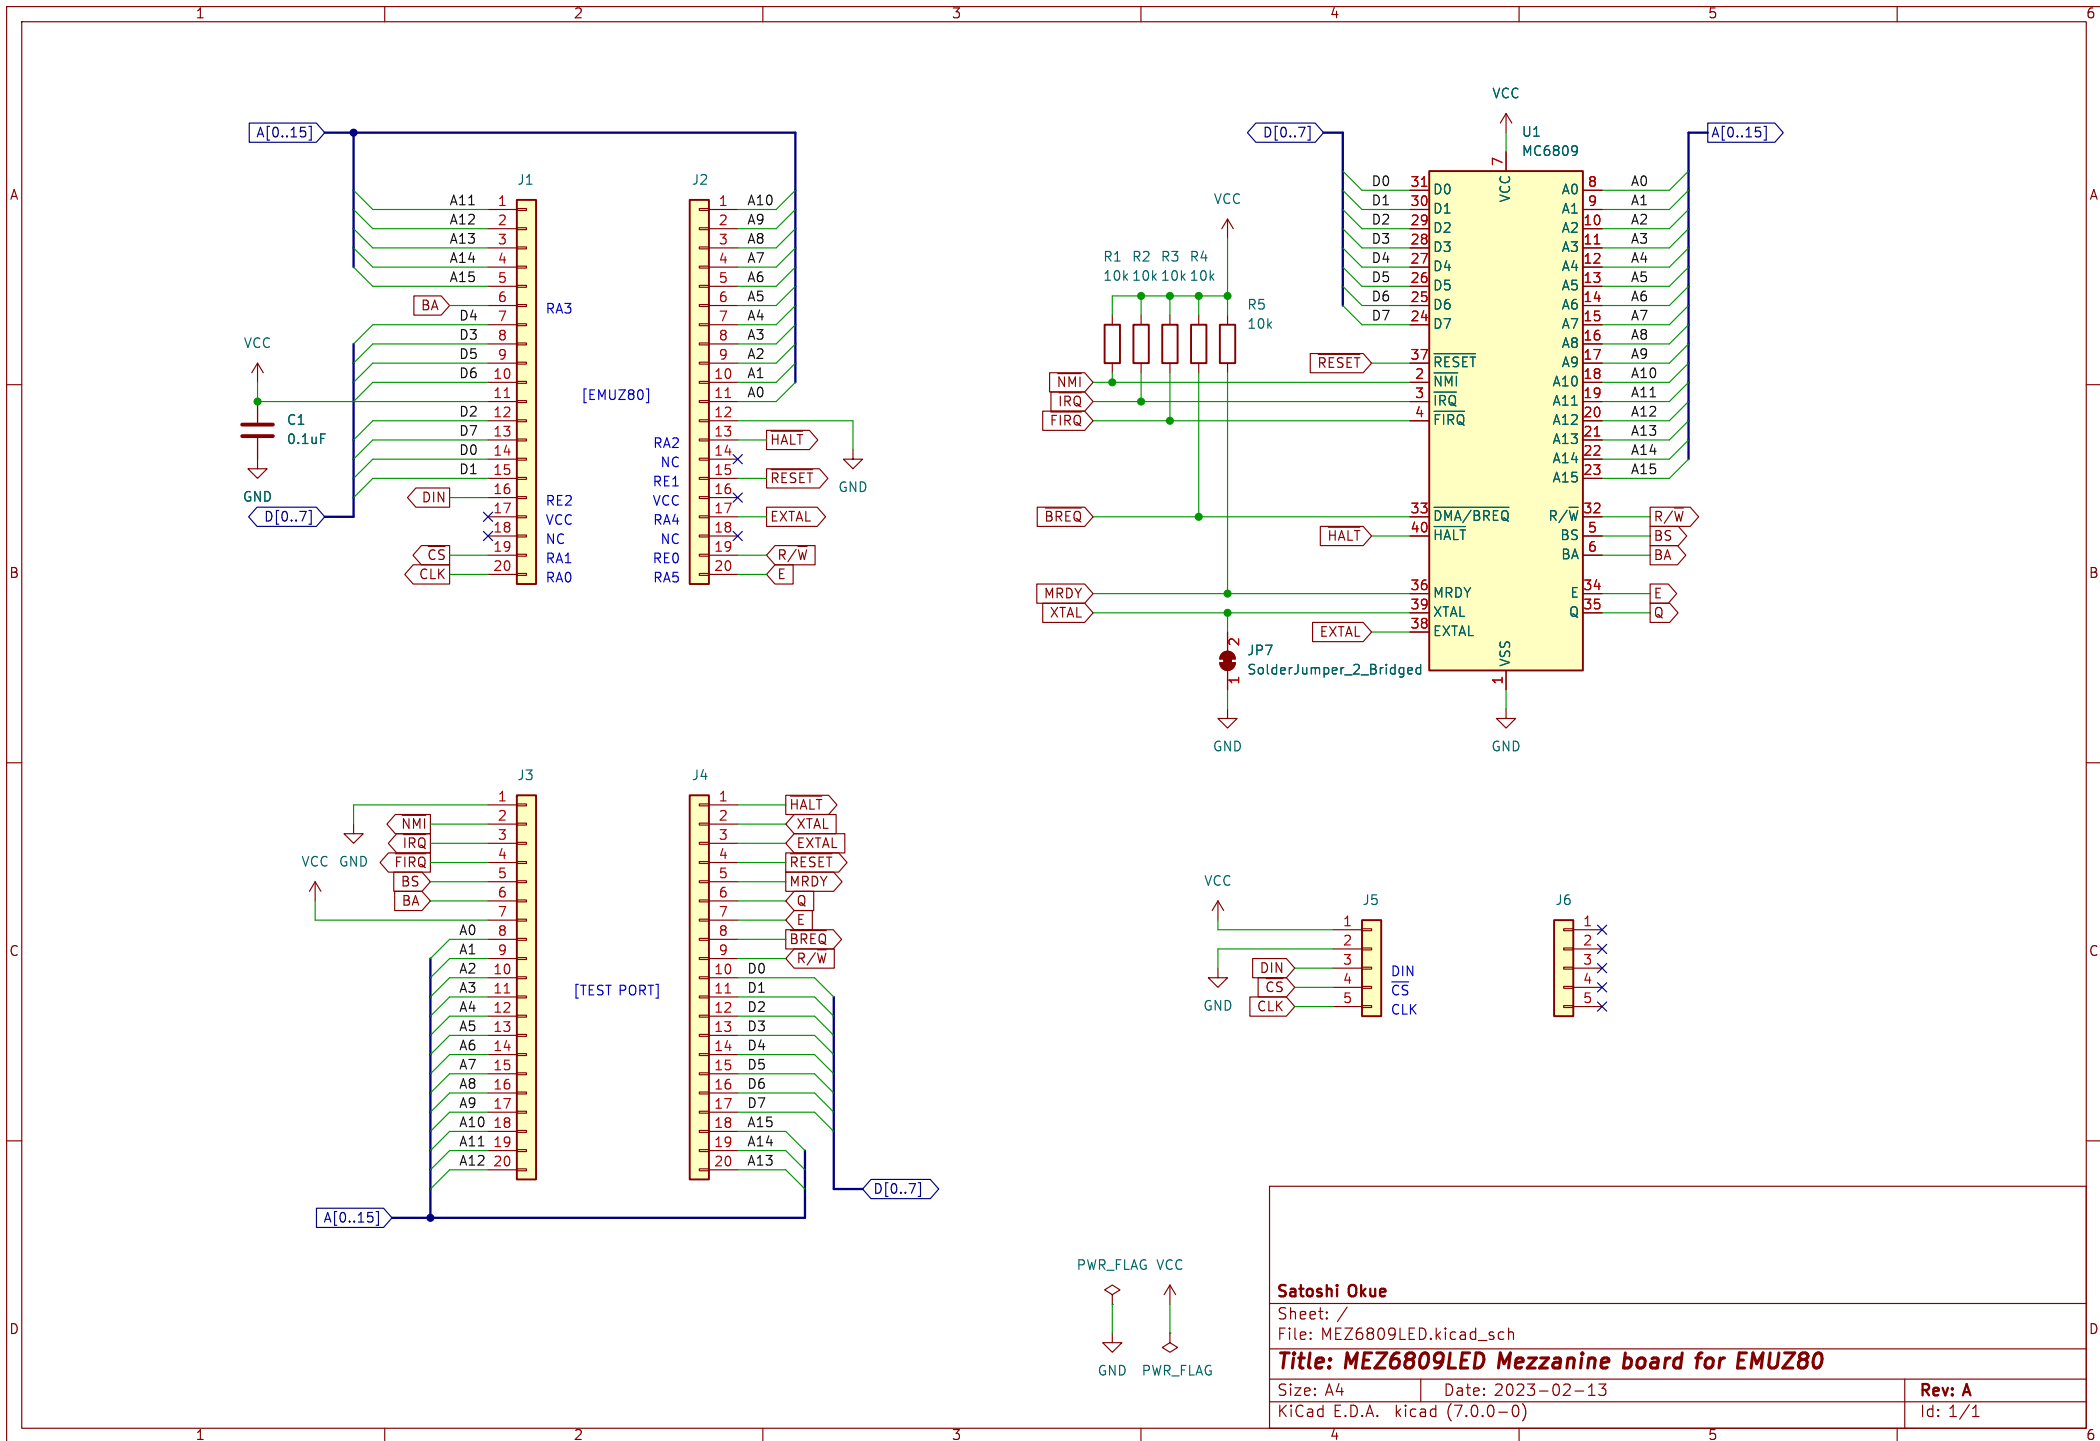 1 2 3 4 5 6
A
B
C
D
A[0..15]
J1
A11 1
A12 2
A13 3
A14 4
A15 5
BA 6 RA3
D4 7
D3 8
D5 9
D6 10
11
D2 12
D7 13
D0 14
D1 15
DIN 16 RE2
17 VCC
18 NC
CS 19 RA1
CLK 20 RA0
VCC
C1
0.1uF
GND
D[0..7]
[EMUZ80]
J2
1 A10
2 A9
3 A8
4 A7
5 A6
6 A5
7 A4
8 A3
9 A2
10 A1
11 A0
12
RA2 13 HALT
NC 14
RE1 15 RESET
VCC 16
RA4 17 EXTAL
NC 18
RE0 19 R/W
RA5 20 E
GND
D[0..7]
VCC
U1
MC6809
7
VCC
A[0..15]
D0 31 D0
D1 30 D1
D2 29 D2
D3 28 D3
D4 27 D4
D5 26 D5
D6 25 D6
D7 24 D7
RESET 37 RESET
NMI 2 NMI
IRQ 3 IRQ
FIRQ 4 FIRQ
BREQ 33 DMA/BREQ
HALT 40 HALT
MRDY 36 MRDY
XTAL 39 XTAL
EXTAL 38 EXTAL
A0 8 A0
A1 9 A1
A2 10 A2
A3 11 A3
A4 12 A4
A5 13 A5
A6 14 A6
A7 15 A7
A8 16 A8
A9 17 A9
A10 18 A10
A11 19 A11
A12 20 A12
A13 21 A13
A14 22 A14
A15 23 A15
R/W 32 R/W
BS 5 BS
BA 6 BA
E 34 E
Q 35 Q
VSS
1
GND
VCC
R1 R2 R3 R4
10k 10k 10k 10k
R5
10k
2
JP7
SolderJumper_2_Bridged
1
GND
J3
1
NMI 2
IRQ 3
FIRQ 4
BS 5
BA 6
7
A0 8
A1 9
A2 10
A3 11
A4 12
A5 13
A6 14
A7 15
A8 16
A9 17
A10 18
A11 19
A12 20
VCC GND
A[0..15]
[TEST PORT]
J4
1 HALT
2 XTAL
3 EXTAL
4 RESET
5 MRDY
6 Q
7 E
8 BREQ
9 R/W
10 D0
11 D1
12 D2
13 D3
14 D4
15 D5
16 D6
17 D7
18 A15
19 A14
20 A13
D[0..7]
VCC
J5
1
2
DIN 3 DIN
CS 4 CS
CLK 5 CLK
GND
J6
1
2
3
4
5
PWR_FLAG VCC
GND PWR_FLAG
Satoshi Okue
Sheet: /
File: MEZ6809LED.kicad_sch
Title: MEZ6809LED Mezzanine board for EMUZ80
Size: A4 Date: 2023-02-13 Rev: A
KiCad E.D.A. kicad (7.0.0-0) Id: 1/1
A
B
C
D
1 2 3 4 5 6